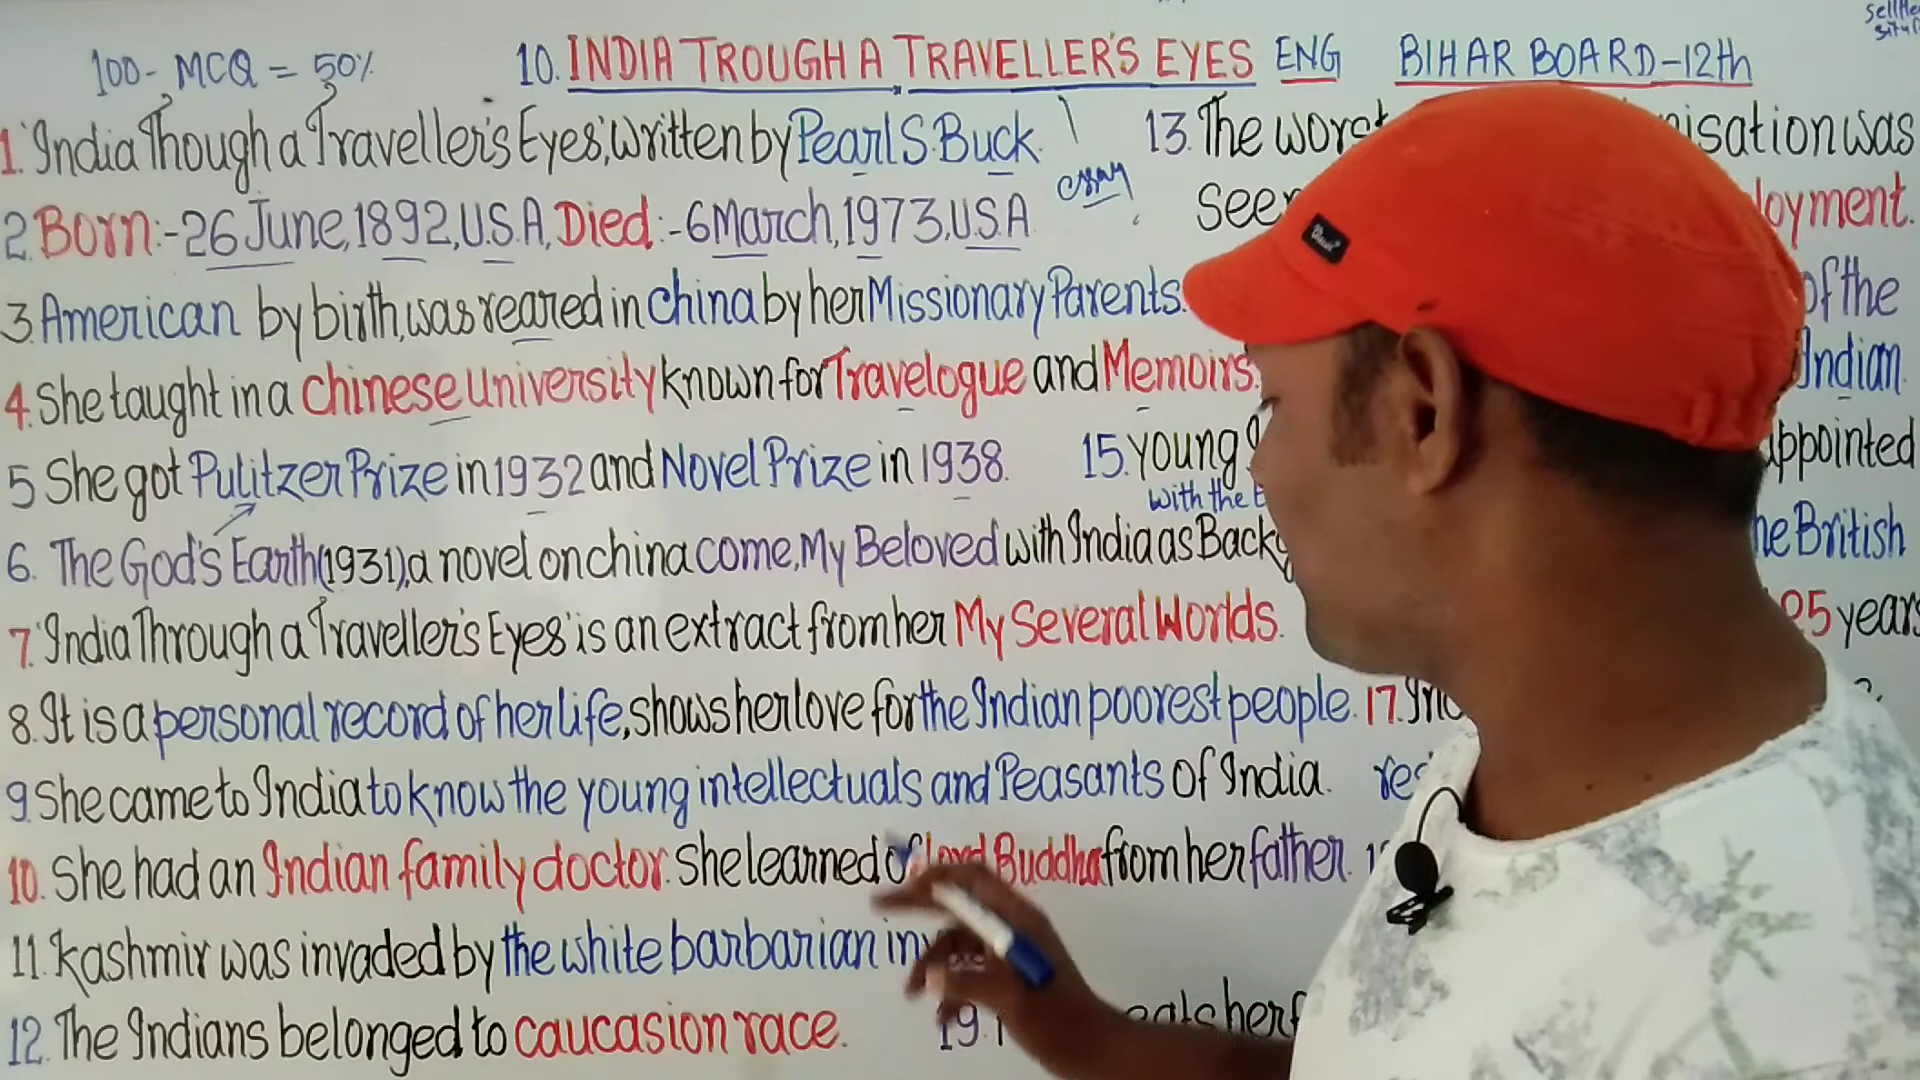 100- MCQ = 50% 10. INDIA TROUGH A TRAVELLER'S EYES ENG BIHAR BOARD-12th
1. 'India Though a Traveller's Eyes', written by Pearl S. Buck. essay
2. Born:- 26 June, 1892, U.S.A, Died:- 6 March, 1973, U.S.A
3. American by birth, was reared in China by her Missionary Parents.
4. She taught in a Chinese University known for Travelogue and Memoirs.
5 She got Pulitzer Prize in 1932 and Novel Prize in 1938.
6. The God's Earth (1931), a novel on china come, My Beloved with India as
7. 'India Through a Traveller's Eyes' is an extract from her My Several Worlds.
8. It is a personal record of her life, shows her love for the Indian poorest people.
9 She came to India to know the young intellectuals and Peasants of India.
10. She had an Indian family doctor. She learned of Lord Buddha from her father.
11. Kashmir was invaded by the white barbarian
12. The Indians belonged to caucasion race.
13. The worst was
of the
Indian
15. young
with the
the British
25 years
17.
19. her